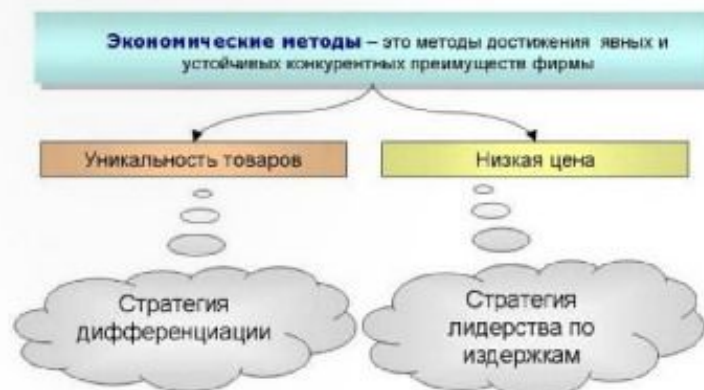 Экономические методы – это методы достижения явных и
устойчивых конкурентных преимуществ фирмы
Уникальность товаров
Низкая цена
Стратегия
дифференциации
Стратегия
лидерства по
издержкам